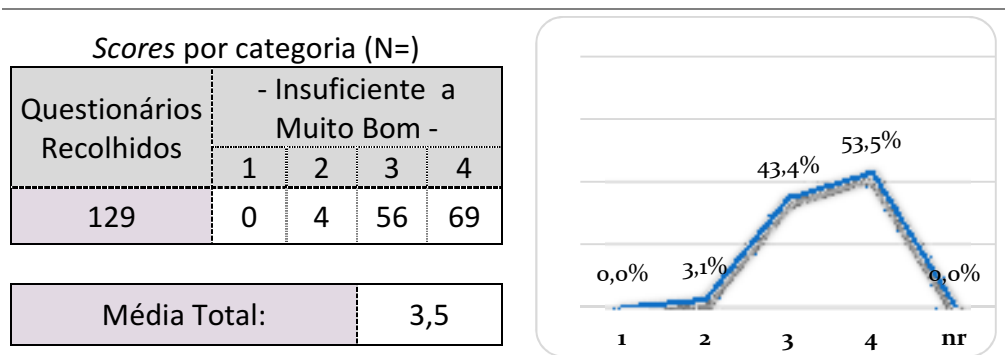 Scores por categoria (N=)
Questionários Recolhidos
- Insuficiente a
Muito Bom -
1 2 3 4
129 0 4 56 69
Média Total: 3,5
0,0% 3,1% 43,4% 53,5% 0,0%
1 2 3 4 nr